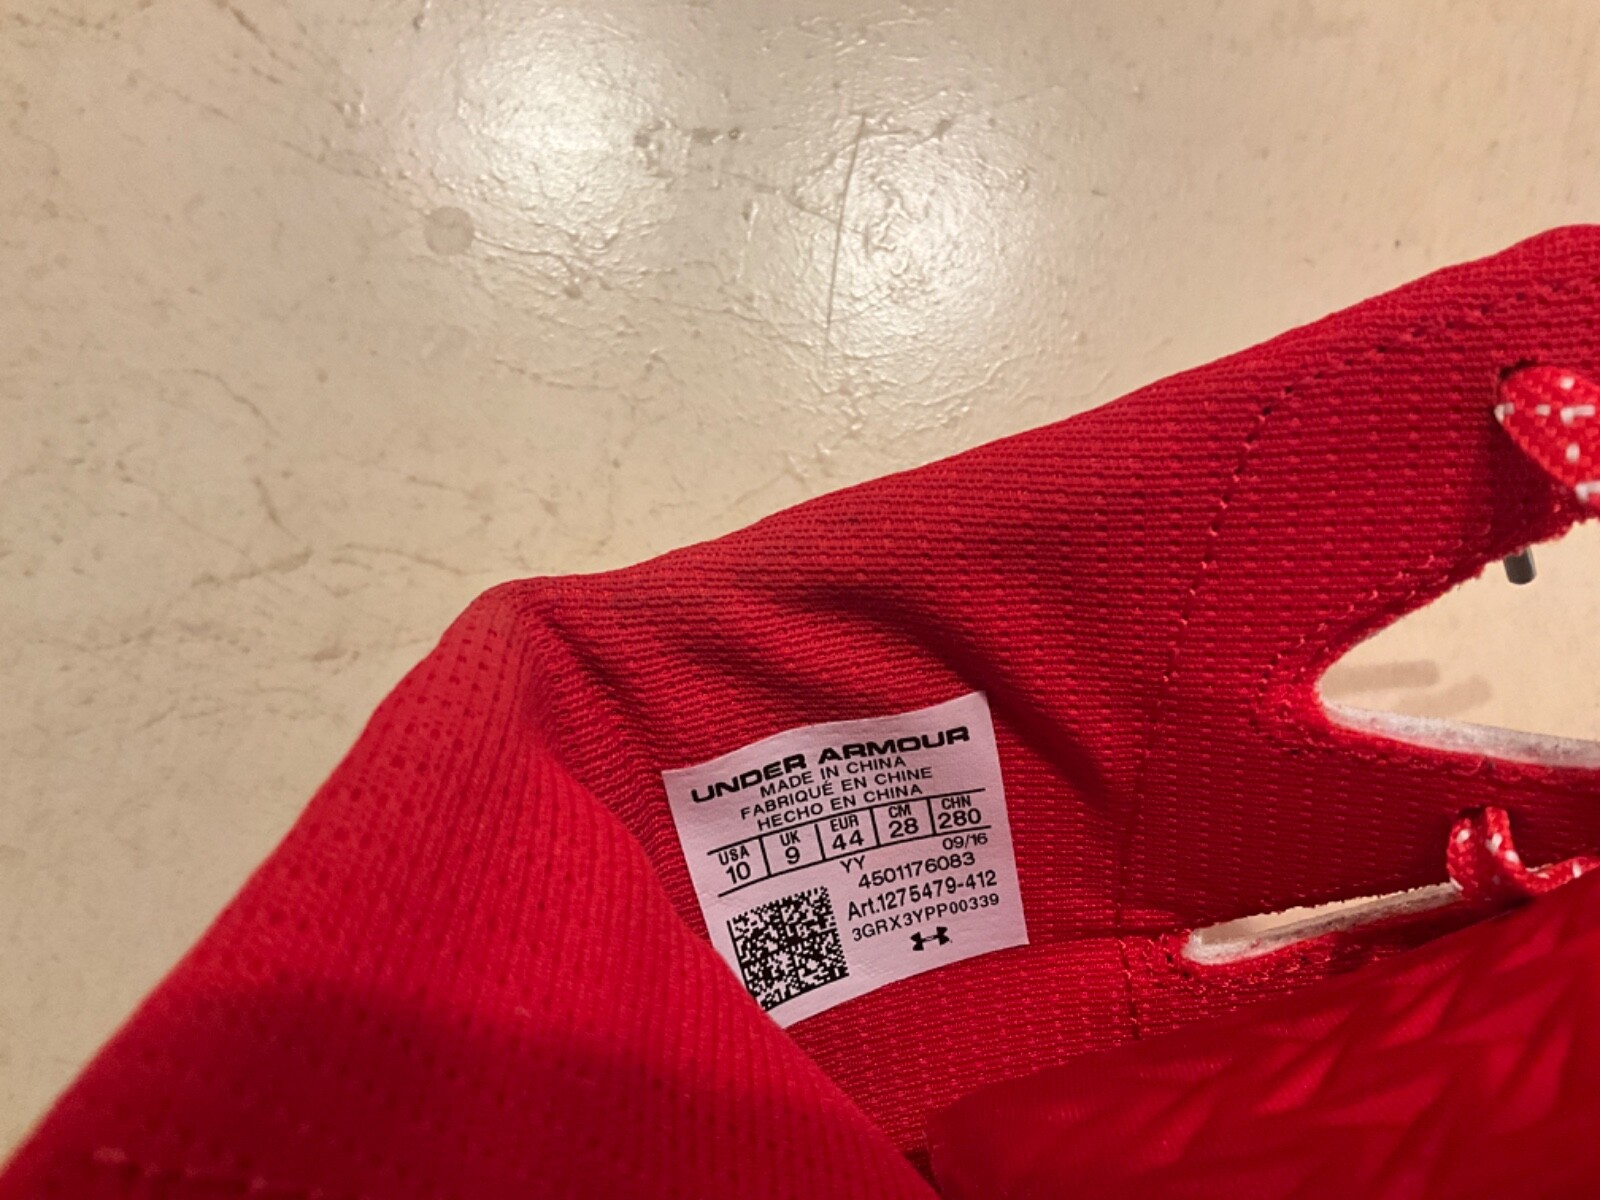 UNDER ARMOUR
MADE IN CHINA
FABRIQUÉ EN CHINE
HECHO EN CHINA
USA UK EUR CM CHN
10 9 44 28 280
YY 09/16
4501176083
Art.1275479-412
3GRX3YPP00339